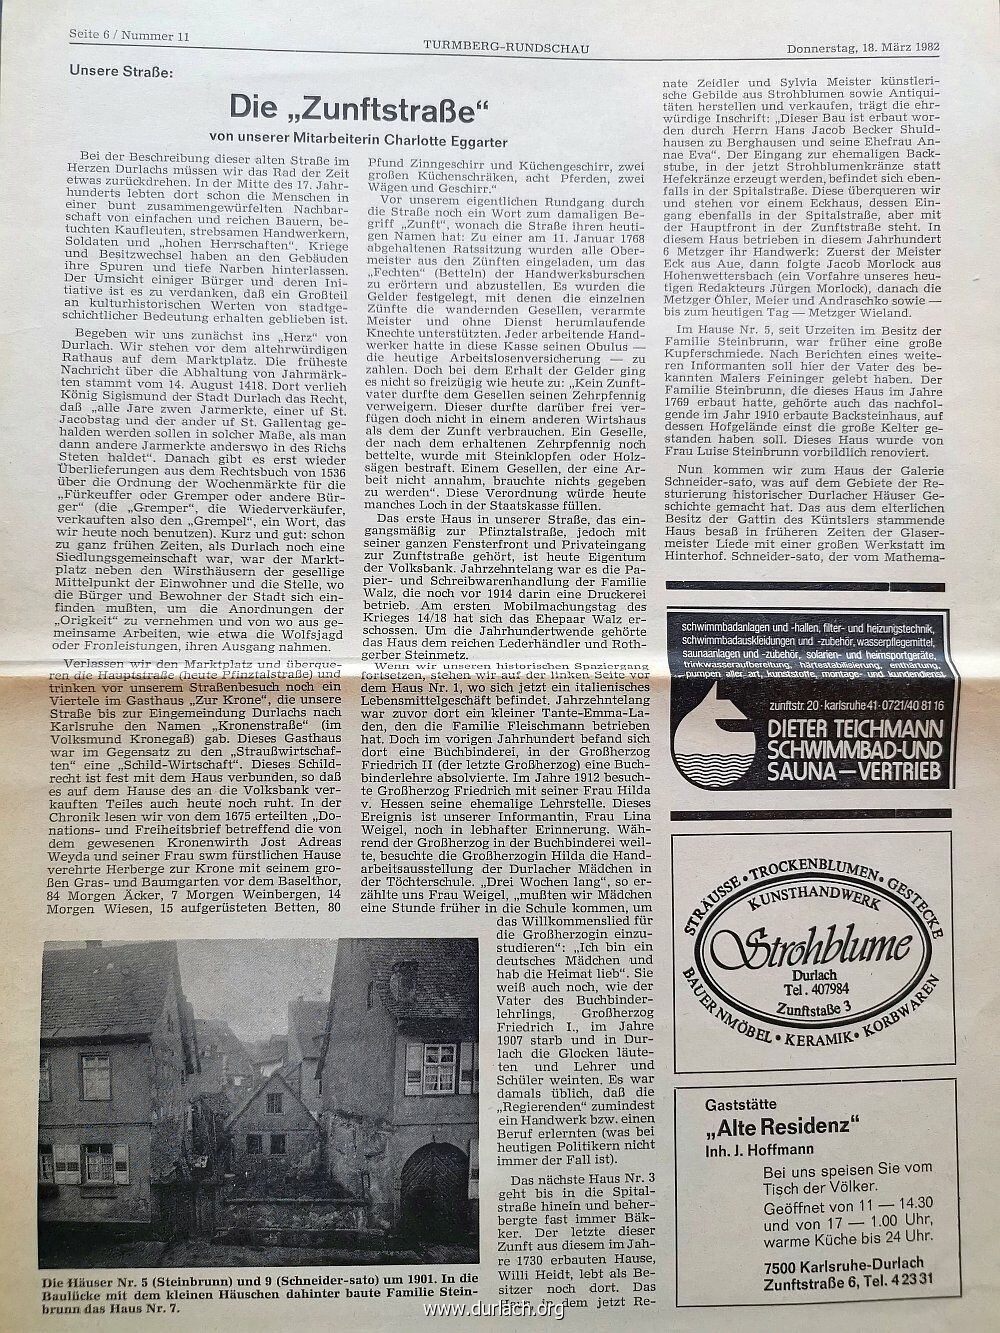 Seite 6 / Nummer 11
TURMBERG-RUNDSCHAU
Donnerstag, 18. März 1982
Unsere Straße:
Die „Zunftstraße“
von unserer Mitarbeiterin Charlotte Eggarter
Bei der Beschreibung dieser alten Straße im
Herzen Durlachs müssen wir das Rad der Zeit
etwas zurückdrehen. In der Mitte des 17. Jahr-
hunderts lebten dort schon die Menschen in
einer bunt zusammengewürfelten Nachbar-
schaft von einfachen und reichen Bauern, be-
tuchten Kaufleuten, strebsamen Handwerkern,
Soldaten und „hohen Herrschaften“. Kriege
und Besitzwechsel haben an den Gebäuden
ihre Spuren und tiefe Narben hinterlassen.
Der Umsicht einiger Bürger und deren Ini-
tiative ist es zu verdanken, daß ein Großteil
an kulturhistorischen Werten von stadtge-
schichtlicher Bedeutung erhalten geblieben ist.
Begeben wir uns zunächst ins „Herz“ von
Durlach. Wir stehen vor dem altehrwürdigen
Rathaus auf dem Marktplatz. Die früheste
Nachricht über die Abhaltung von Jahrmärk-
ten stammt vom 14. August 1418. Dort verlieh
König Sigismund der Stadt Durlach das Recht,
daß „alle Jare zwen Jarmerkte, einer uf St.
Jacobstag und der ander uf St. Gallentag ge-
halden werden sollen in solcher Maße, als man
dann andere Jarmerkte anderswo in des Richs
Steten haldet“. Danach gibt es erst wieder
Überlieferungen aus dem Rechtsbuch von 1536
über die Ordnung der Wochenmärkte für die
„Fürkeuffer oder Gremper oder andere Bür-
ger“ (die „Gremper“, die Wiederverkäufer,
verkauften also den „Grempel“, ein Wort, das
wir heute noch benutzen). Kurz und gut: schon
zu ganz frühen Zeiten, als Durlach noch eine
Siedlungsgemeinschaft war, war der Markt-
platz neben den Wirsthäusern der gesellige
Mittelpunkt der Einwohner und die Stelle, wo
die Bürger und Bewohner der Stadt sich ein-
finden mußten, um die Anordnungen der
„Origkeit“ zu vernehmen und von wo aus ge-
meinsame Arbeiten, wie etwa die Wolfsjagd
oder Fronleistungen, ihren Ausgang nahmen.
Verlassen wir den Marktplatz und überque-
ren die Hauptstraße (heute Pfinztalstraße) und
trinken vor unserem Straßenbesuch noch ein
Viertele im Gasthaus „Zur Krone“, die unsere
Straße bis zur Eingemeindung Durlachs nach
Karlsruhe den Namen „Kronenstraße“ (im
Volksmund Kronegaß) gab. Dieses Gasthaus
war im Gegensatz zu den „Straußwirtschaf-
ten“ eine „Schild-Wirtschaft“. Dieses Schild-
recht ist fest mit dem Haus verbunden, so daß
es auf dem Hause des an die Volksbank ver-
kauften Teiles auch heute noch ruht. In der
Chronik lesen wir von dem 1675 erteilten „Do-
nations- und Freiheitsbrief betreffend die von
dem gewesenen Kronenwirth Jost Adreas
Weyda und seiner Frau swm fürstlichen Hause
verehrte Herberge zur Krone mit seinem gro-
ßen Gras- und Baumgarten vor dem Baselthor,
84 Morgen Äcker, 7 Morgen Weinbergen, 14
Morgen Wiesen, 15 aufgerüsteten Betten, 80
Pfund Zinngeschirr und Küchengeschirr, zwei
großen Küchenschräken, acht Pferden, zwei
Wägen und Geschirr.“
Vor unserem eigentlichen Rundgang durch
die Straße noch ein Wort zum damaligen Be-
griff „Zunft“, wonach die Straße ihren heuti-
gen Namen hat: Zu einer am 11. Januar 1768
abgehaltenen Ratssitzung wurden alle Ober-
meister aus den Zünften eingeladen, um das
„Fechten“ (Betteln) der Handwerksburschen
zu erörtern und abzustellen. Es wurden die
Gelder festgelegt, mit denen die einzelnen
Zünfte die wandernden Gesellen, verarmte
Meister und ohne Dienst herumlaufende
Knechte unterstützten. Jeder arbeitende Hand-
werker hatte in diese Kasse seinen Obulus —
die heutige Arbeitslosenversicherung — zu
zahlen. Doch bei dem Erhalt der Gelder ging
es nicht so freizügig wie heute zu: „Kein Zunft-
vater durfte dem Gesellen seinen Zehrpfennig
verweigern. Dieser durfte darüber frei ver-
fügen doch nicht in einem anderen Wirtshaus
als dem der Zunft verbrauchen. Ein Geselle,
der nach dem erhaltenen Zehrpfennig noch
bettelte, wurde mit Steinklopfen oder Holz-
sägen bestraft. Einem Gesellen, der eine Ar-
beit nicht annahm, brauchte nichts gegeben
zu werden“. Diese Verordnung würde heute
manches Loch in der Staatskasse füllen.
Das erste Haus in unserer Straße, das ein-
gangsmäßig zur Pfinztalstraße, jedoch mit
seiner ganzen Fensterfront und Privateingang
zur Zunftstraße gehört, ist heute Eigentum
der Volksbank. Jahrzehntelang war es die Pa-
pier- und Schreibwarenhandlung der Familie
Walz, die noch vor 1914 darin eine Druckerei
betrieb. Am ersten Mobilmachungstag des
Krieges 14/18 hat sich das Ehepaar Walz er-
schossen. Um die Jahrhundertwende gehörte
das Haus dem reichen Lederhändler und Roth-
gerber Steinmetz.
Wenn wir unseren historischen Spaziergang
fortsetzen, stehen wir auf der linken Seite vor
dem Haus Nr. 1, wo sich jetzt ein italienisches
Lebensmittelgeschäft befindet. Jahrzehntelang
war zuvor dort ein kleiner Tante-Emma-La-
den, den die Familie Fleischmann betrieben
hat. Doch im vorigen Jahrhundert befand sich
dort eine Buchbinderei, in der Großherzog
Friedrich II (der letzte Großherzog) eine Buch-
binderlehre absolvierte. Im Jahre 1912 besuch-
te Großherzog Friedrich mit seiner Frau Hilda
v. Hessen seine ehemalige Lehrstelle. Dieses
Ereignis ist unserer Informantin, Frau Lina
Weigel, noch in lebhafter Erinnerung. Wäh-
rend der Großherzog in der Buchbinderei weil-
te, besuchte die Großherzogin Hilda die Hand-
arbeitsausstellung der Durlacher Mädchen in
der Töchterschule. „Drei Wochen lang“, so er-
zählte uns Frau Weigel, „mußten wir Mädchen
eine Stunde früher in die Schule kommen, um
das Willkommenslied für
die Großherzogin einzu-
studieren“: „Ich bin ein
deutsches Mädchen und
hab die Heimat lieb“. Sie
weiß auch noch, wie der
Vater des Buchbinder-
lehrlings, Großherzog
Friedrich I., im Jahre
1907 starb und in Dur-
lach die Glocken läute-
ten und Lehrer und
Schüler weinten. Es war
damals üblich, daß die
„Regierenden“ zumindest
ein Handwerk bzw. einen
Beruf erlernten (was bei
heutigen Politikern nicht
immer der Fall ist).
Das nächste Haus Nr. 3
geht bis in die Spital-
straße hinein und beher-
bergte fast immer Bäk-
ker. Der letzte dieser
Zunft aus diesem im Jah-
re 1730 erbauten Hause,
Willi Heidt, lebt als Be-
sitzer noch dort. Das
Haus, in dem jetzt Re-
nate Zeidler und Sylvia Meister künstleri-
sche Gebilde aus Strohblumen sowie Antiqui-
täten herstellen und verkaufen, trägt die ehr-
würdige Inschrift: „Dieser Bau ist erbaut wor-
den durch Herrn Hans Jacob Becker Shuld-
hausen zu Berghausen und seine Ehefrau An-
nae Eva“. Der Eingang zur ehemaligen Back-
stube, in der jetzt Strohblumenkränze statt
Hefekränze erzeugt werden, befindet sich eben-
falls in der Spitalstraße. Diese überqueren wir
und stehen vor einem Eckhaus, dessen Ein-
gang ebenfalls in der Spitalstraße, aber mit
der Hauptfront in der Zunftstraße steht. In
diesem Haus betrieben in diesem Jahrhundert
6 Metzger ihr Handwerk: Zuerst der Meister
Eck aus Aue, dann folgte Jacob Morlock aus
Hohenwettersbach (ein Vorfahre unseres heu-
tigen Redakteurs Jürgen Morlock), danach die
Metzger Öhler, Meier und Andraschko sowie —
bis zum heutigen Tag — Metzger Wieland.
Im Hause Nr. 5, seit Urzeiten im Besitz der
Familie Steinbrunn, war früher eine große
Kupferschmiede. Nach Berichten eines weite-
ren Informanten soll hier der Vater des be-
kannten Malers Feininger gelebt haben. Der
Familie Steinbrunn, die dieses Haus im Jahre
1769 erbaut hatte, gehörte auch das nachfol-
gende im Jahr 1910 erbaute Backsteinhaus, auf
dessen Hofgelände einst die große Kelter ge-
standen haben soll. Dieses Haus wurde von
Frau Luise Steinbrunn vorbildlich renoviert.
Nun kommen wir zum Haus der Galerie
Schneider-sato, was auf dem Gebiete der Re-
sturierung historischer Durlacher Häuser Ge-
schichte gemacht hat. Das aus dem elterlichen
Besitz der Gattin des Küntslers stammende
Haus besaß in früheren Zeiten der Glaser-
meister Liede mit einer großen Werkstatt im
Hinterhof. Schneider-sato, der vom Mathema-
schwimmbadanlagen und -hallen, filter- und heizungstechnik,
schwimmbadauskleidungen und -zubehör, wasserpflegemittel,
saunaanlagen und -zubehör, solarien- und heimsportgeräte,
trinkwasseraufbereitung, härtestabilisierung, enthärtung,
pumpen aller art, kunststoffe, montage- und kundendienst
zunftstr. 20 · karlsruhe 41 · 0721/40 81 16
DIETER TEICHMANN
SCHWIMMBAD-UND
SAUNA—VERTRIEB
STRÄUSSE • TROCKENBLUMEN • GESTECKE
KUNSTHANDWERK
Strohblume
Durlach
Tel. 407984
Zunftstaße 3
BAUERNMÖBEL • KERAMIK • KORBWAREN
Gaststätte
„Alte Residenz“
Inh. J. Hoffmann
Bei uns speisen Sie vom
Tisch der Völker.
Geöffnet von 11 — 14.30
und von 17 — 1.00 Uhr,
warme Küche bis 24 Uhr.
7500 Karlsruhe-Durlach
Zunftstraße 6, Tel. 4 23 31
Die Häuser Nr. 5 (Steinbrunn) und 9 (Schneider-sato) um 1901. In die
Baulücke mit dem kleinen Häuschen dahinter baute Familie Stein-
brunn das Haus Nr. 7.
www.durlach.org